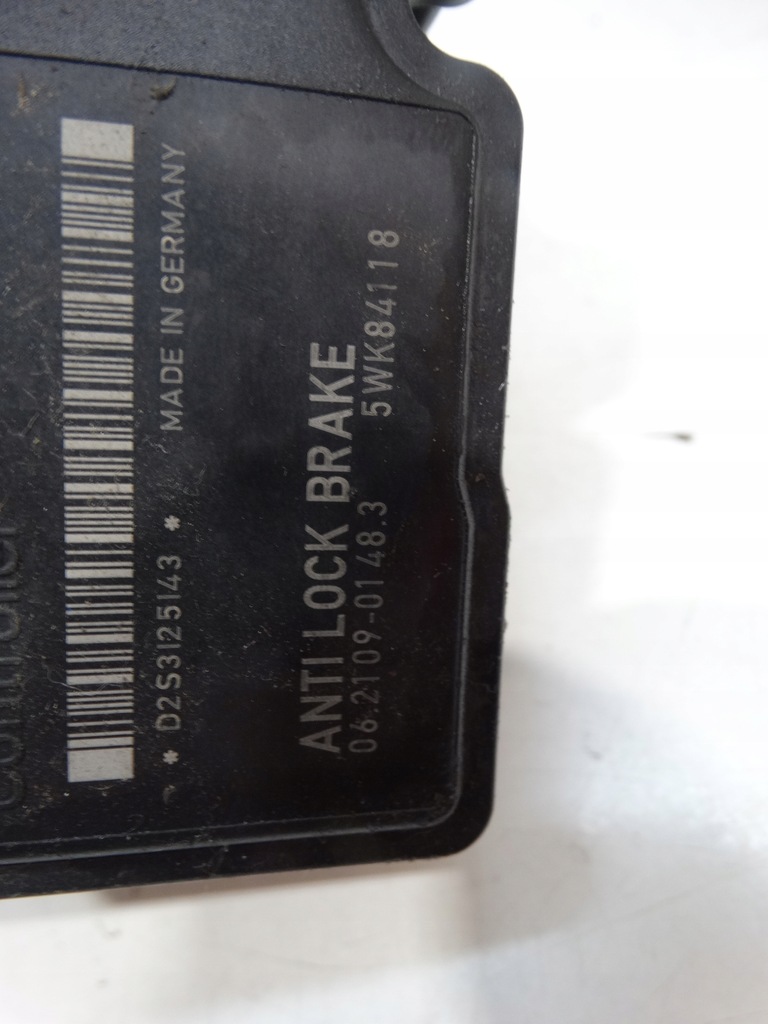 * D2S3125143 *
MADE IN GERMANY
ANTI LOCK BRAKE
06.2109-0148.3 5WK84118